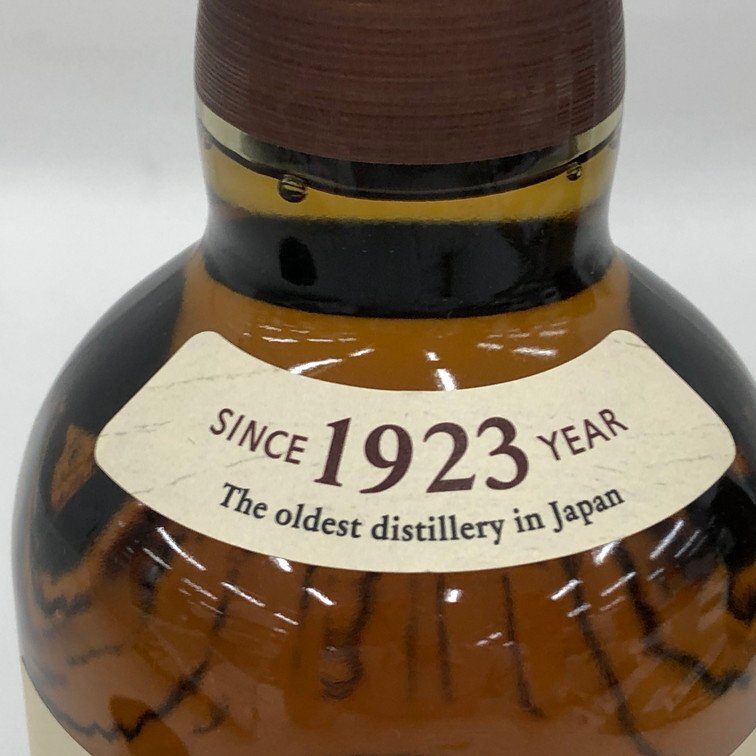 SINCE 1923 YEAR
The oldest distillery in Japan